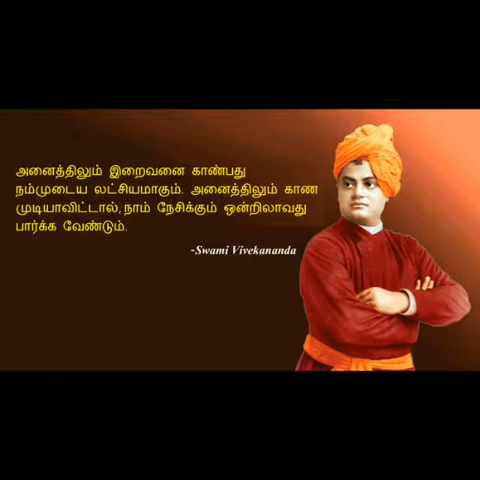 அனைத்திலும் இறைவனை காண்பது
நம்முடைய லட்சியமாகும். அனைத்திலும் காண
முடியாவிட்டால், நாம் நேசிக்கும் ஒன்றிலாவது
பார்க்க வேண்டும்.
-Swami Vivekananda